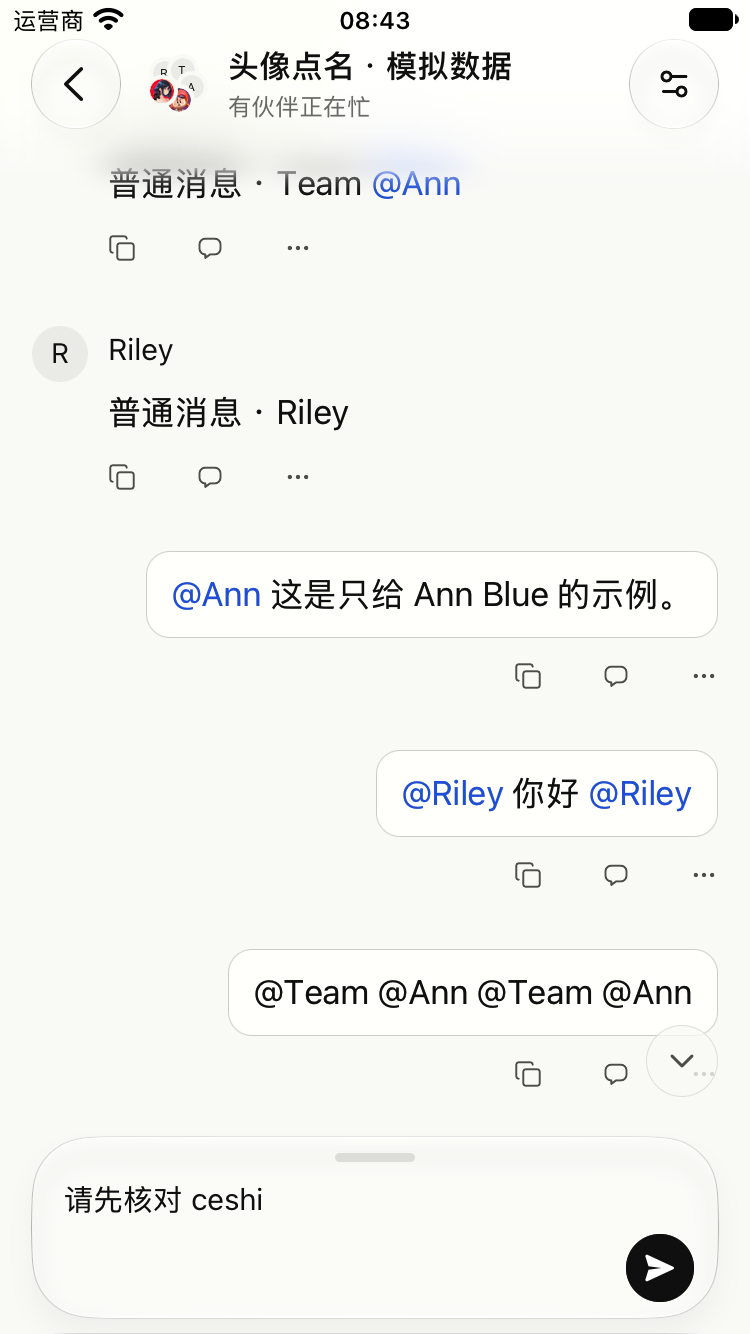 运营商 08:43
R T A
头像点名 · 模拟数据
有伙伴正在忙
普通消息 · Team @Ann
R Riley
普通消息 · Riley
@Ann 这是只给 Ann Blue 的示例。
@Riley 你好 @Riley
@Team @Ann @Team @Ann
请先核对 ceshi